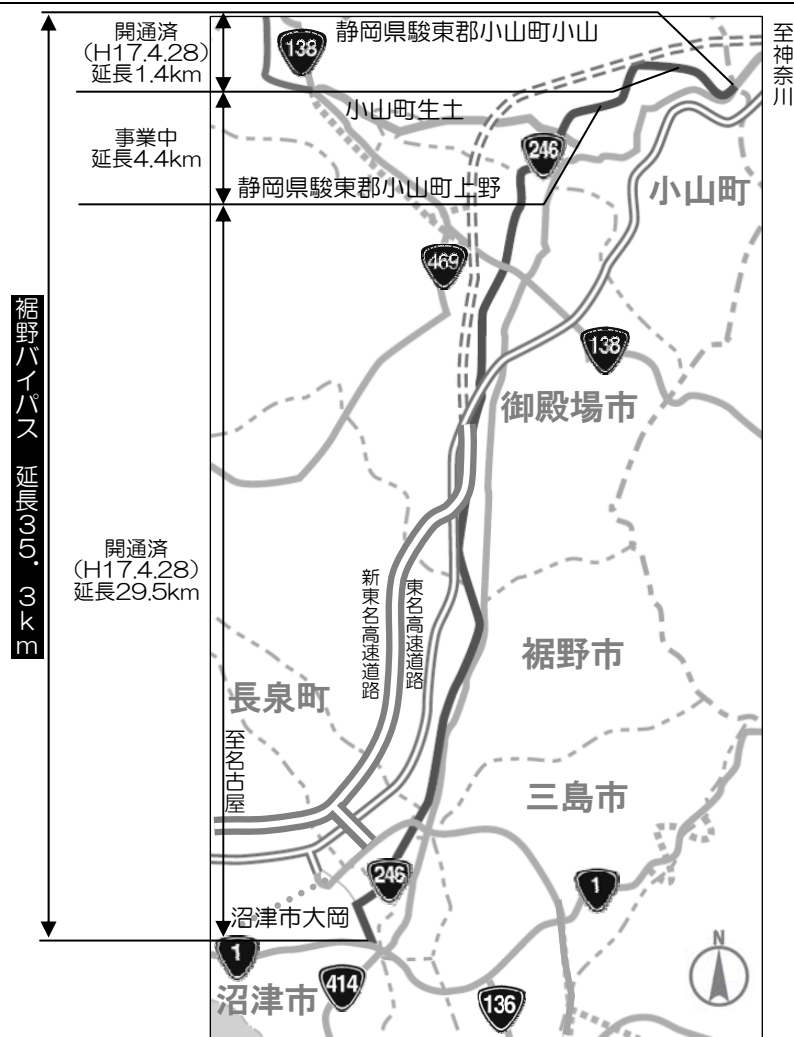 開通済
（H17.4.28）
延長1.4km
事業中
延長4.4km
裾野バイパス　延長３５．３ｋｍ
開通済
（H17.4.28）
延長29.5km
138
静岡県駿東郡小山町小山
至神奈川
小山町生土
246
静岡県駿東郡小山町上野
小山町
469
138
御殿場市
新東名高速道路
東名高速道路
裾野市
長泉町
至名古屋
三島市
246
1
沼津市大岡
1
沼津市
414
136
N